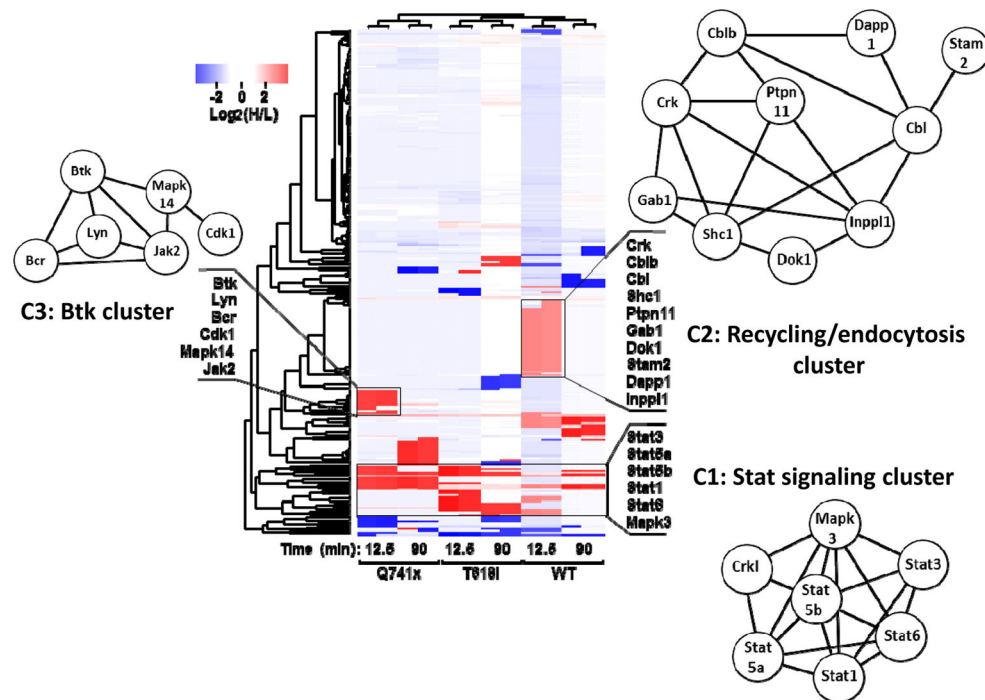 -2 2
Log2(H/L)
Btk
Mapk
14
Lyn
Jak2
Cdk1
Bcr
C3: Btk cluster
Btk
Lyn
Bcr
Cdk1
Mapk14
Jak2
Cblb
Dapp
1
Stam
2
Crk
Ptpn
11
Cbl
Gab1
Shc1
Inppl1
Dok1
C2: Recycling/endocytosis
cluster
Crk
Cblb
Cbl
Shc1
Ptpn11
Gab1
Dok1
Stam2
Dapp1
Inppl1
Stat3
Stat5a
Stat5b
Stat1
Stat6
Mapk3
C1: Stat signaling cluster
Mapk
3
Crkl
Stat
5b
Stat3
Stat6
Stat
5a
Stat1
Time (min): 12.5 90 12.5 90 12.5 90
Q741x T618I WT